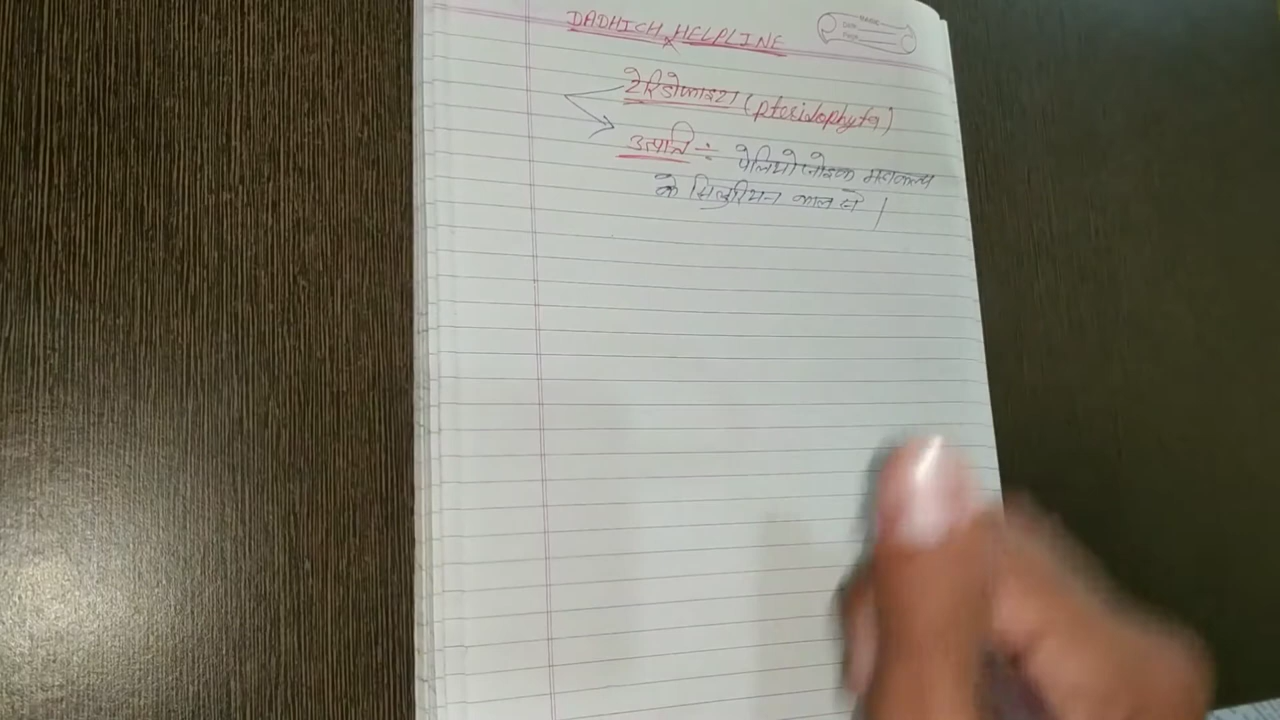 DADHICH HELPLINE
टेरिडोफाइटा (pteridophyta)
उत्पत्ति ÷ पेलियोजोइक महाकल्प
के सिलुरियन काल से |